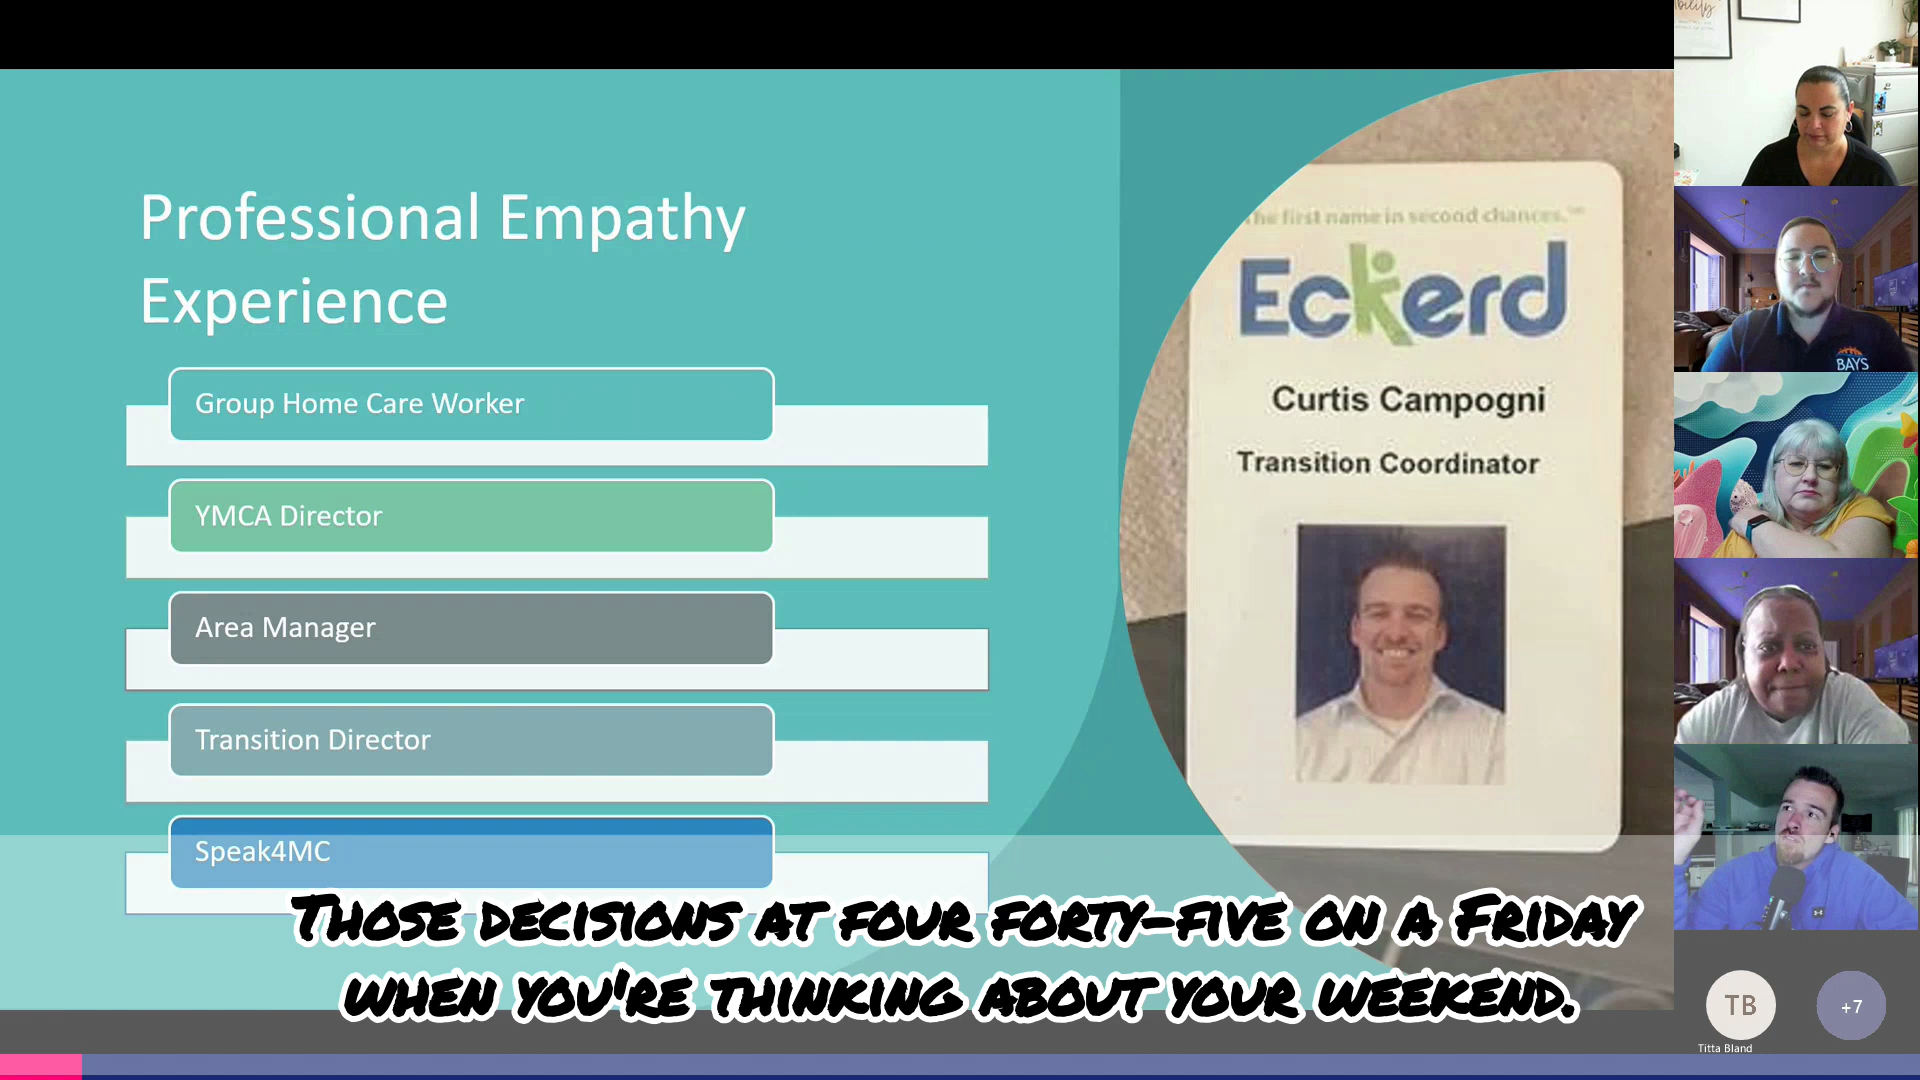 Professional Empathy
Experience
Group Home Care Worker
YMCA Director
Area Manager
Transition Director
Speak4MC
The first name in second chances.℠
Eckerd
Curtis Campogni
Transition Coordinator
bility
BAYS
TB
Titta Bland
+7
Those decisions at four forty-five on a Friday
when you're thinking about your weekend.